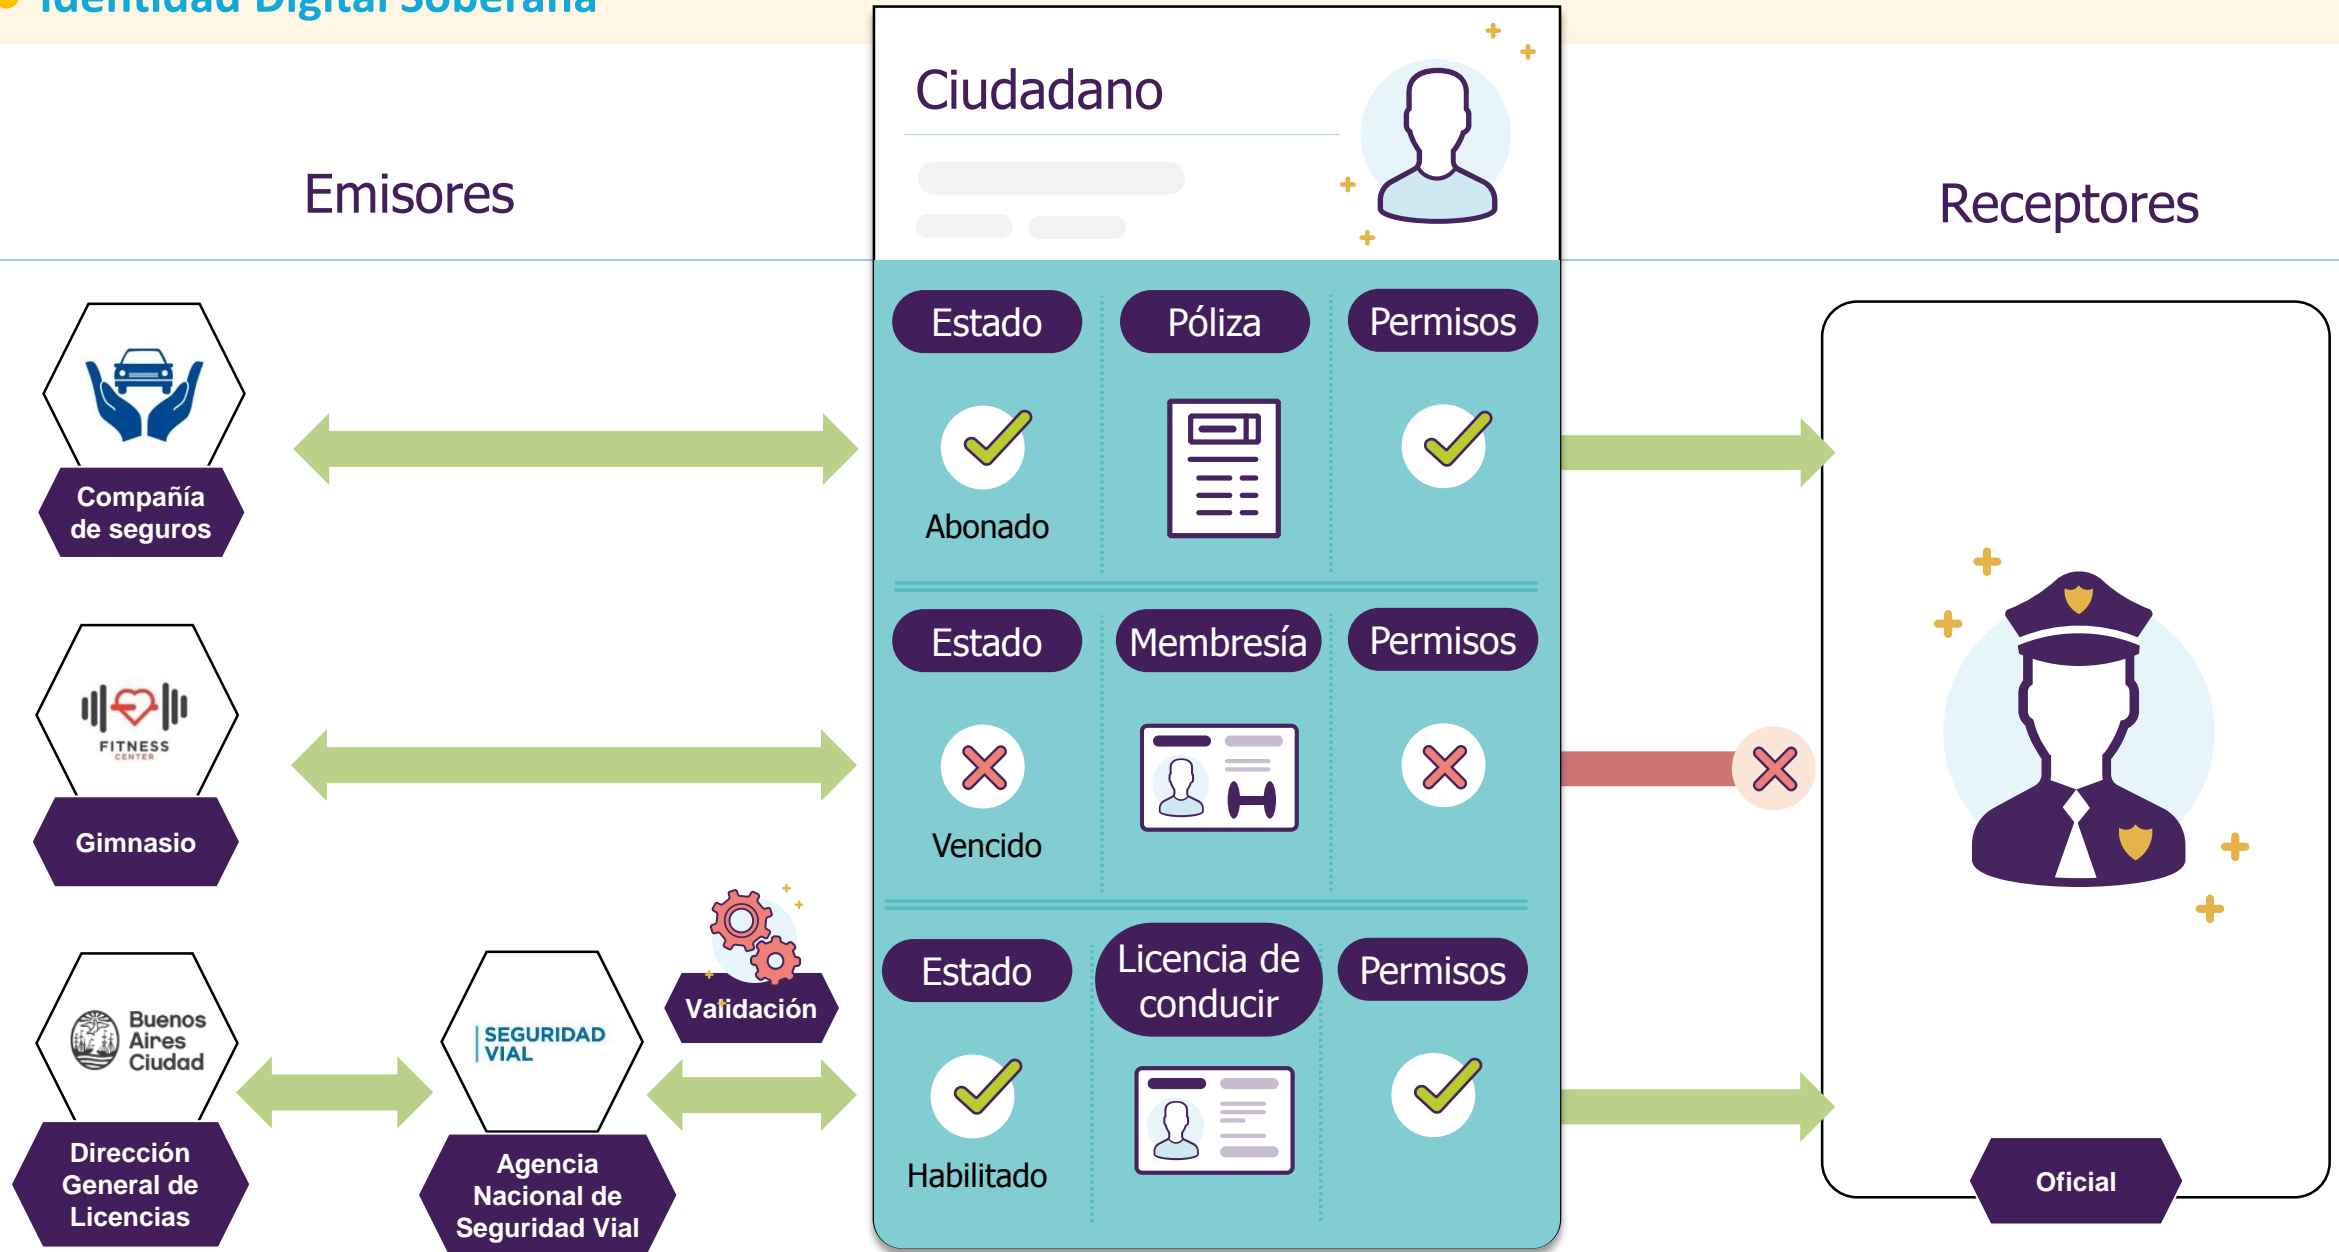 Identidad Digital Soberana
Ciudadano
Emisores
Receptores
Estado
Póliza
Permisos
Abonado
Compañía
de seguros
Estado
Membresía
Permisos
Vencido
FITNESS
CENTER
Gimnasio
Validación
Estado
Licencia de
conducir
Permisos
Habilitado
Buenos
Aires
Ciudad
Dirección
General de
Licencias
SEGURIDAD
VIAL
Agencia
Nacional de
Seguridad Vial
Oficial